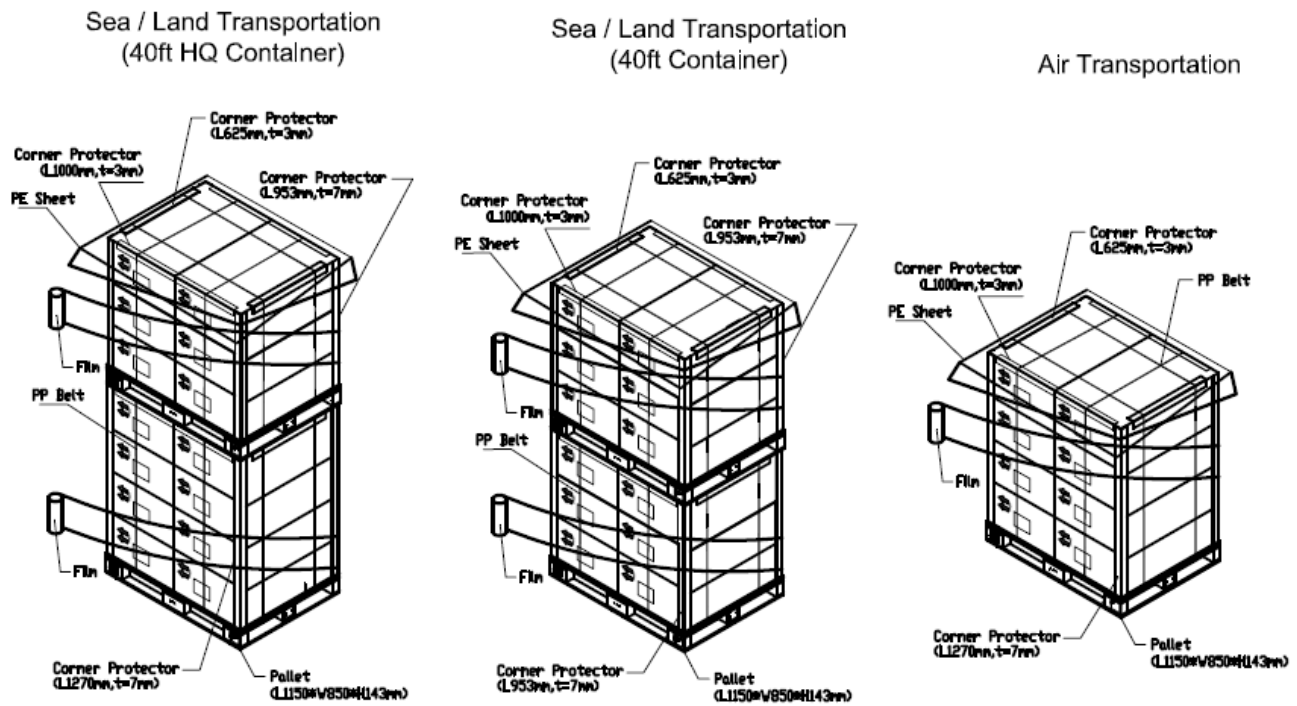 Sea / Land Transportation
(40ft HQ Container)
Corner Protector
(L625mm,t=3mm)
Corner Protector
(L1000mm,t=3mm)
Corner Protector
(L953mm,t=7mm)
PE Sheet
Film
PP Belt
Film
Corner Protector
(L1270mm,t=7mm)
Pallet
(L1150*W850*H143mm)
Sea / Land Transportation
(40ft Container)
Corner Protector
(L625mm,t=3mm)
Corner Protector
(L1000mm,t=3mm)
Corner Protector
(L953mm,t=7mm)
PE Sheet
Film
PP Belt
Film
Corner Protector
(L953mm,t=7mm)
Pallet
(L1150*W850*H143mm)
Air Transportation
Corner Protector
(L625mm,t=3mm)
Corner Protector
(L1000mm,t=3mm)
PP Belt
PE Sheet
Film
Corner Protector
(L1270mm,t=7mm)
Pallet
(L1150*W850*H143mm)